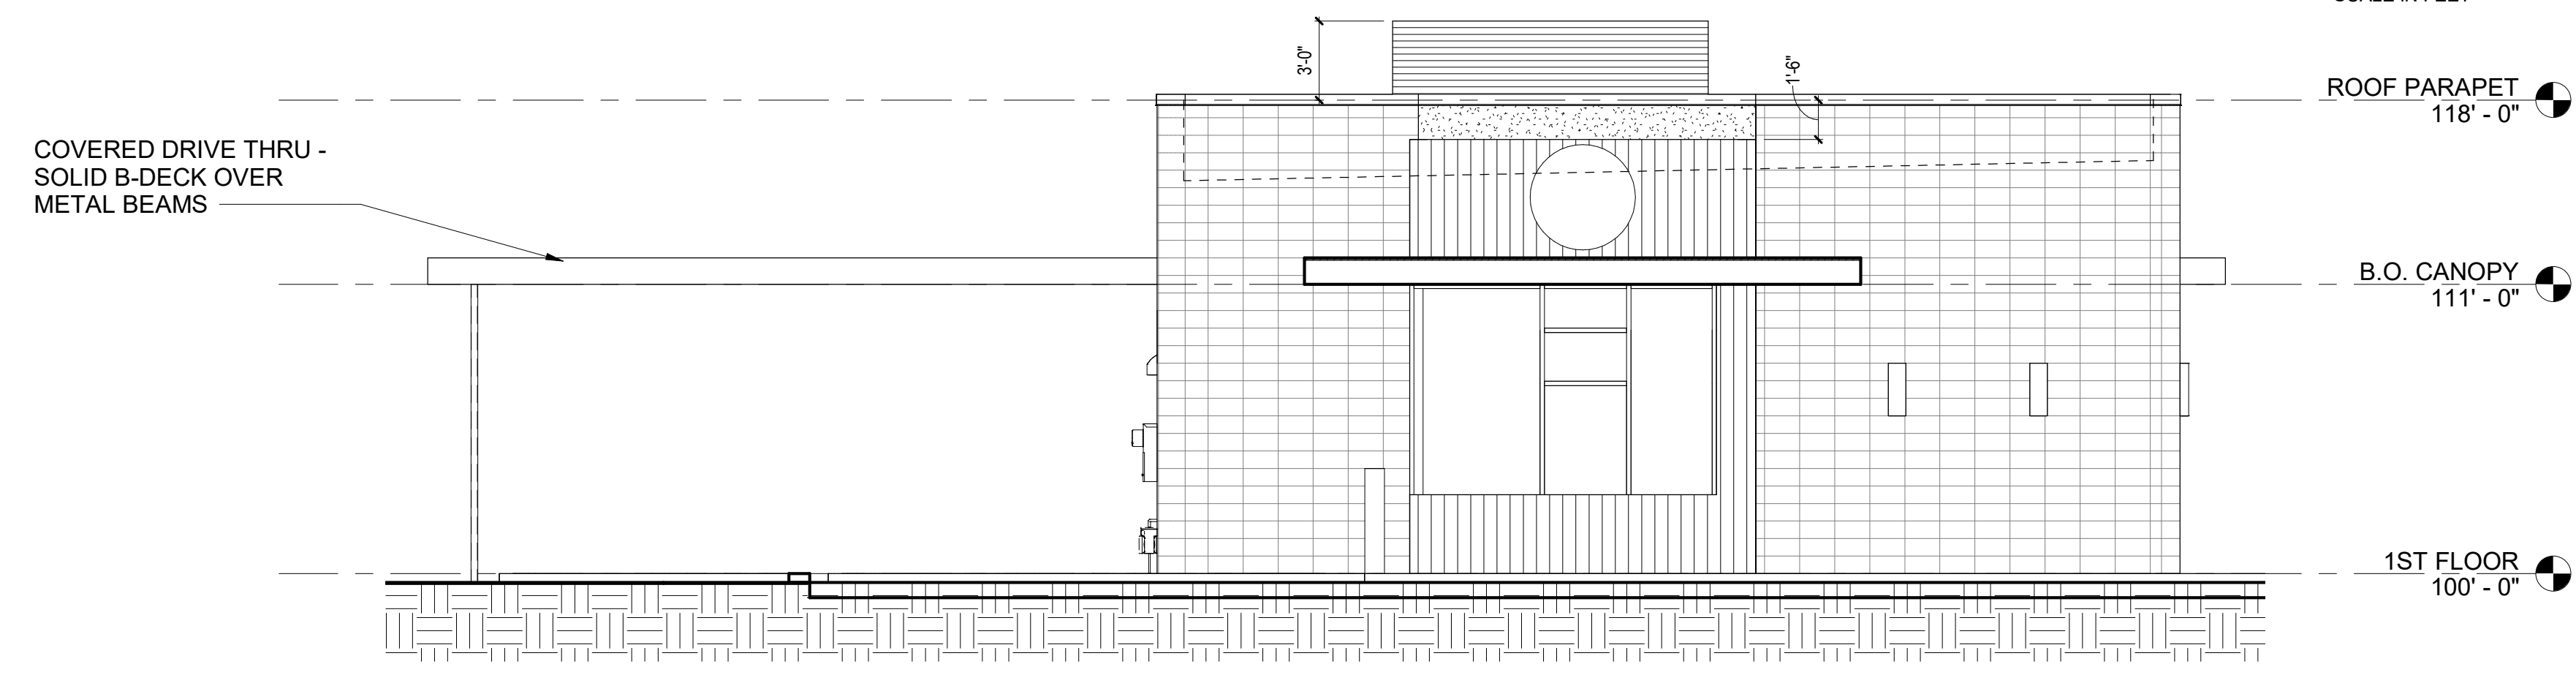 3'-0"
1'-6"
ROOF PARAPET
118' - 0"
COVERED DRIVE THRU -
SOLID B-DECK OVER
METAL BEAMS
B.O. CANOPY
111' - 0"
1ST FLOOR
100' - 0"